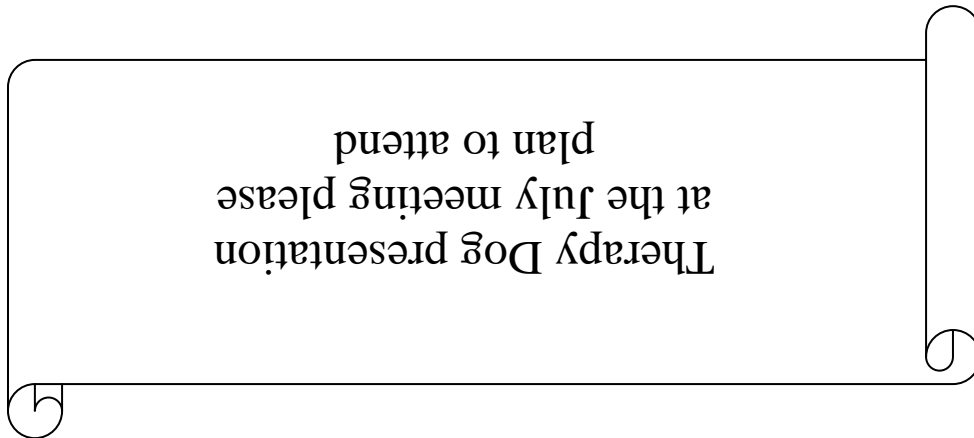 Therapy Dog presentation
at the July meeting please
plan to attend